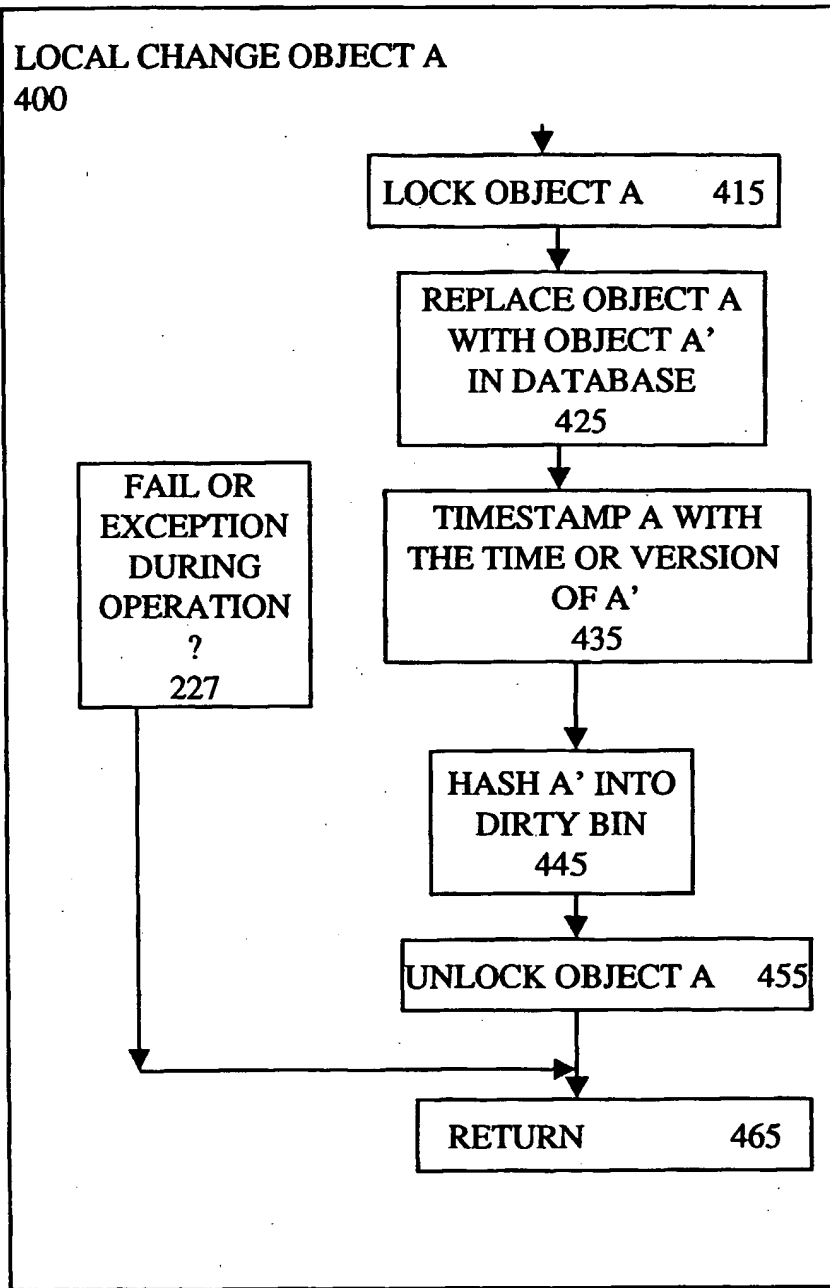 LOCAL CHANGE OBJECT A
400
LOCK OBJECT A 415
REPLACE OBJECT A
WITH OBJECT A’
IN DATABASE
425
FAIL OR
EXCEPTION
DURING
OPERATION
?
227
TIMESTAMP A WITH
THE TIME OR VERSION
OF A’
435
HASH A’ INTO
DIRTY BIN
445
UNLOCK OBJECT A 455
RETURN 465